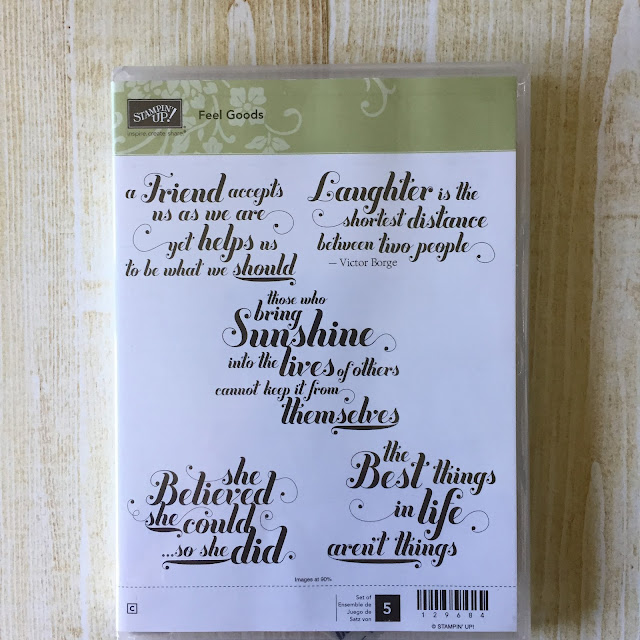 STAMPIN' UP!
inspire. create. share.
Feel Goods
a Friend accepts
us as we are
yet helps us
to be what we should
Laughter is the
shortest distance
between two people
— Victor Borge
those who
bring
Sunshine
into the lives of others
cannot keep it from
themselves
she
Believed
she could
...so she did.
the
Best things
in life
aren't things
Images at 90%
C
Set of
Ensemble de
Juego de
Satz von
5
129684
© STAMPIN' UP!